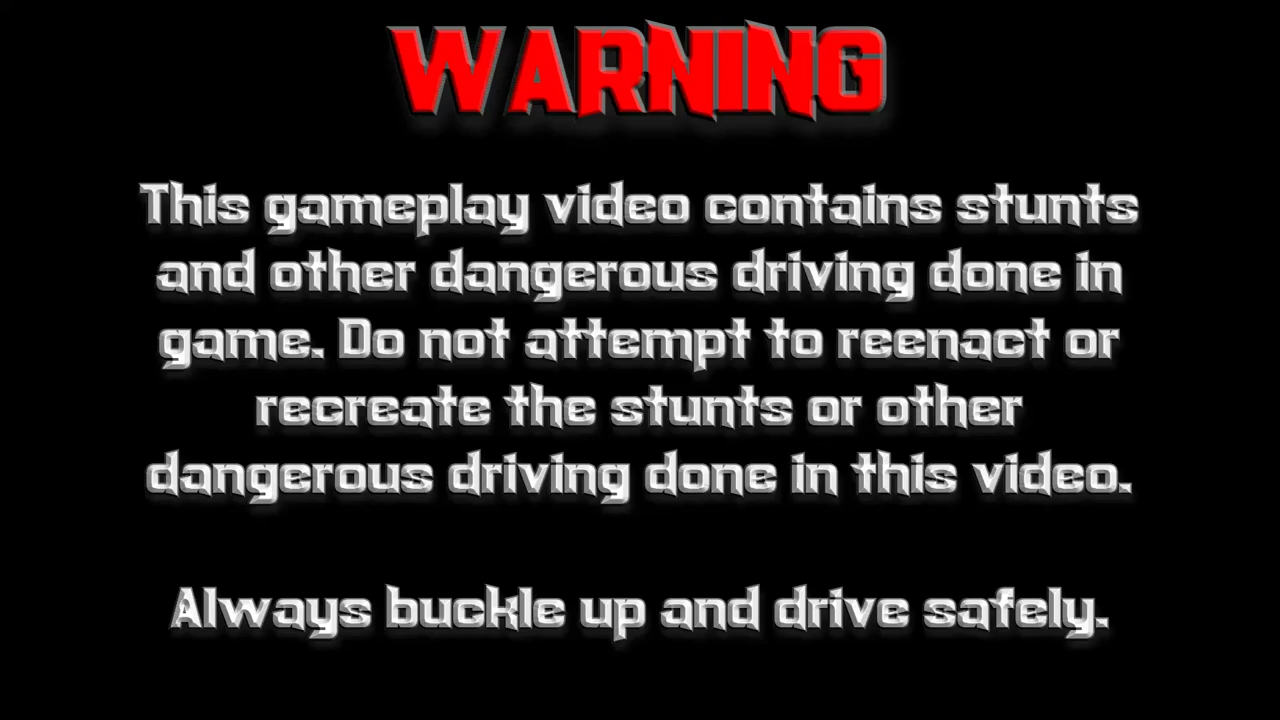 WARNING
This gameplay video contains stunts
and other dangerous driving done in
game. Do not attempt to reenact or
recreate the stunts or other
dangerous driving done in this video.
Always buckle up and drive safely.